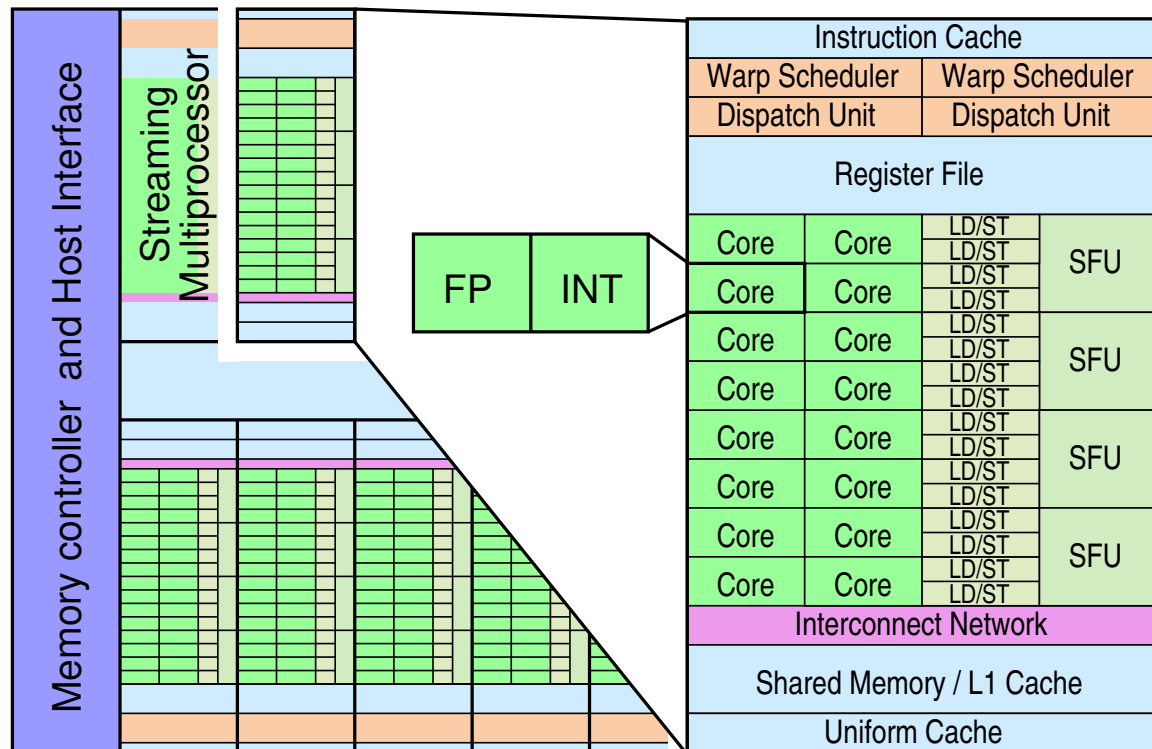 Memory controller and Host Interface
Streaming
Multiprocessor
FP INT
Instruction Cache
Warp Scheduler Warp Scheduler
Dispatch Unit Dispatch Unit
Register File
Core Core LD/ST SFU
LD/ST
Core Core LD/ST
LD/ST
Core Core LD/ST SFU
LD/ST
Core Core LD/ST
LD/ST
Core Core LD/ST SFU
LD/ST
Core Core LD/ST
LD/ST
Core Core LD/ST SFU
LD/ST
Core Core LD/ST
LD/ST
Interconnect Network
Shared Memory / L1 Cache
Uniform Cache